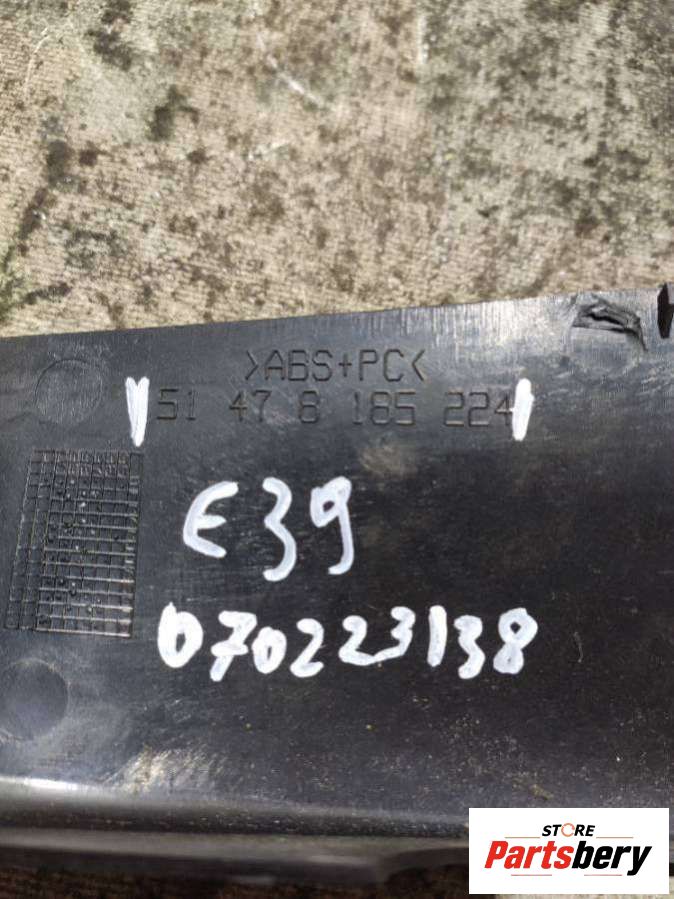 >ABS+PC<
51 47 8 185 224
E39
070223138
STORE
Partsbery